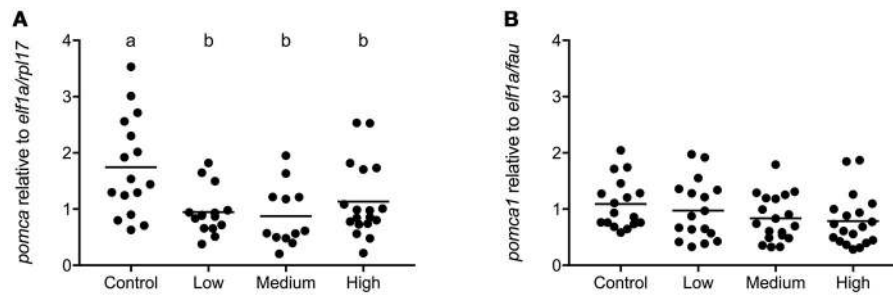 A
a b b b
pomca relative to elf1a/rpl17
4
3
2
1
0
Control Low Medium High
B
pomca1 relative to elf1a/fau
4
3
2
1
0
Control Low Medium High